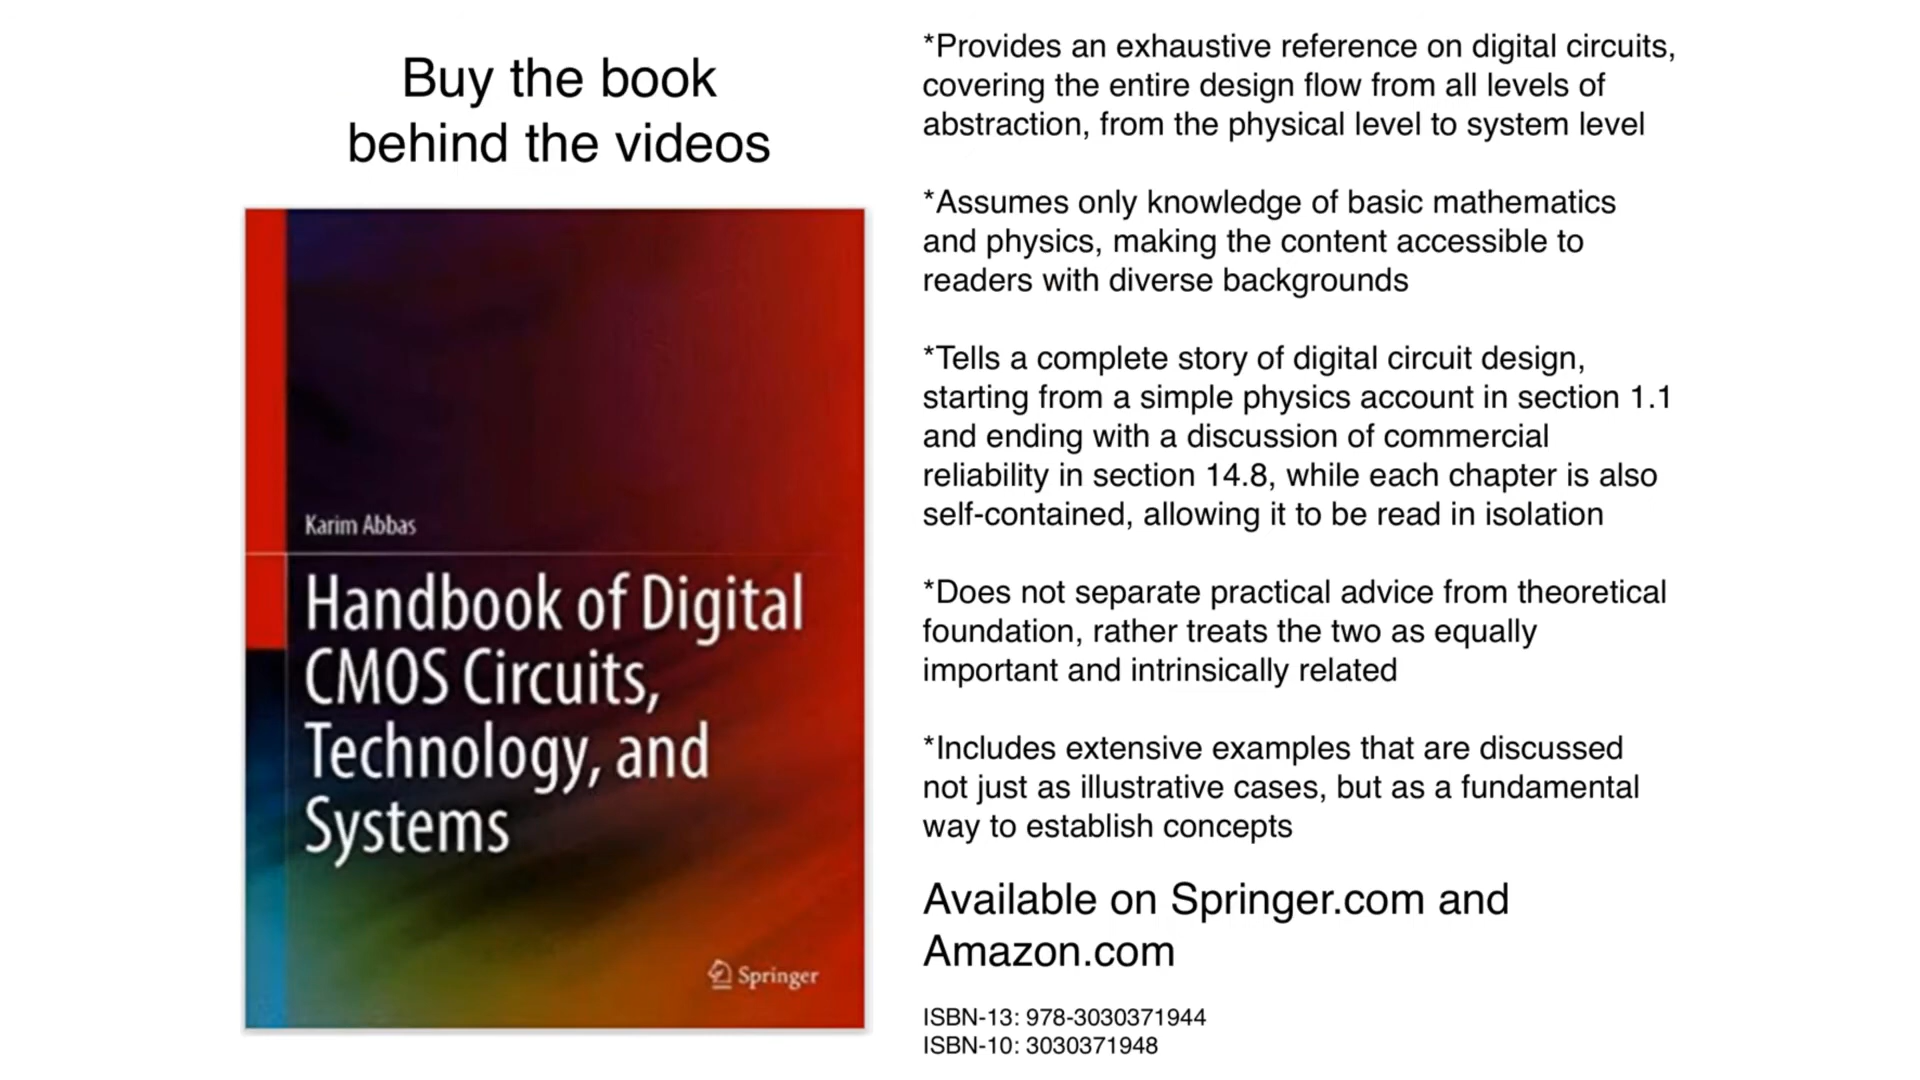 Buy the book
behind the videos
Karim Abbas
Handbook of Digital
CMOS Circuits,
Technology, and
Systems
Springer
*Provides an exhaustive reference on digital circuits,
covering the entire design flow from all levels of
abstraction, from the physical level to system level
*Assumes only knowledge of basic mathematics
and physics, making the content accessible to
readers with diverse backgrounds
*Tells a complete story of digital circuit design,
starting from a simple physics account in section 1.1
and ending with a discussion of commercial
reliability in section 14.8, while each chapter is also
self-contained, allowing it to be read in isolation
*Does not separate practical advice from theoretical
foundation, rather treats the two as equally
important and intrinsically related
*Includes extensive examples that are discussed
not just as illustrative cases, but as a fundamental
way to establish concepts
Available on Springer.com and
Amazon.com
ISBN-13: 978-3030371944
ISBN-10: 3030371948